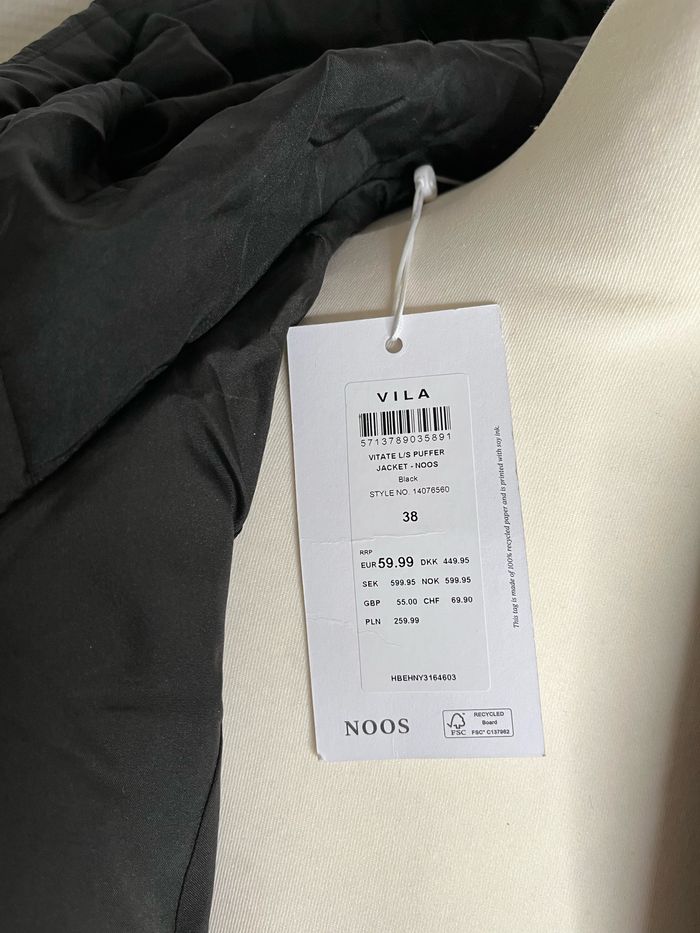 VILA
5713789035891
VITATE L/S PUFFER
JACKET - NOOS
Black
STYLE NO. 14076560
38
RRP
EUR 59.99 DKK 449.95
SEK 599.95 NOK 599.95
GBP 55.00 CHF 69.90
PLN 259.99
HBEHNY3164603
This tag is made of 100% recycled paper and is printed with soy ink.
NOOS
FSC
RECYCLED
Board
FSC® C137982